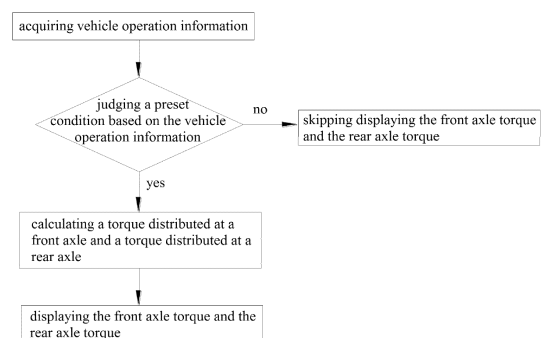 acquiring vehicle operation information
judging a preset
condition based on the vehicle
operation information
no
skipping displaying the front axle torque
and the rear axle torque
yes
calculating a torque distributed at a
front axle and a torque distributed at a
rear axle
displaying the front axle torque and the
rear axle torque